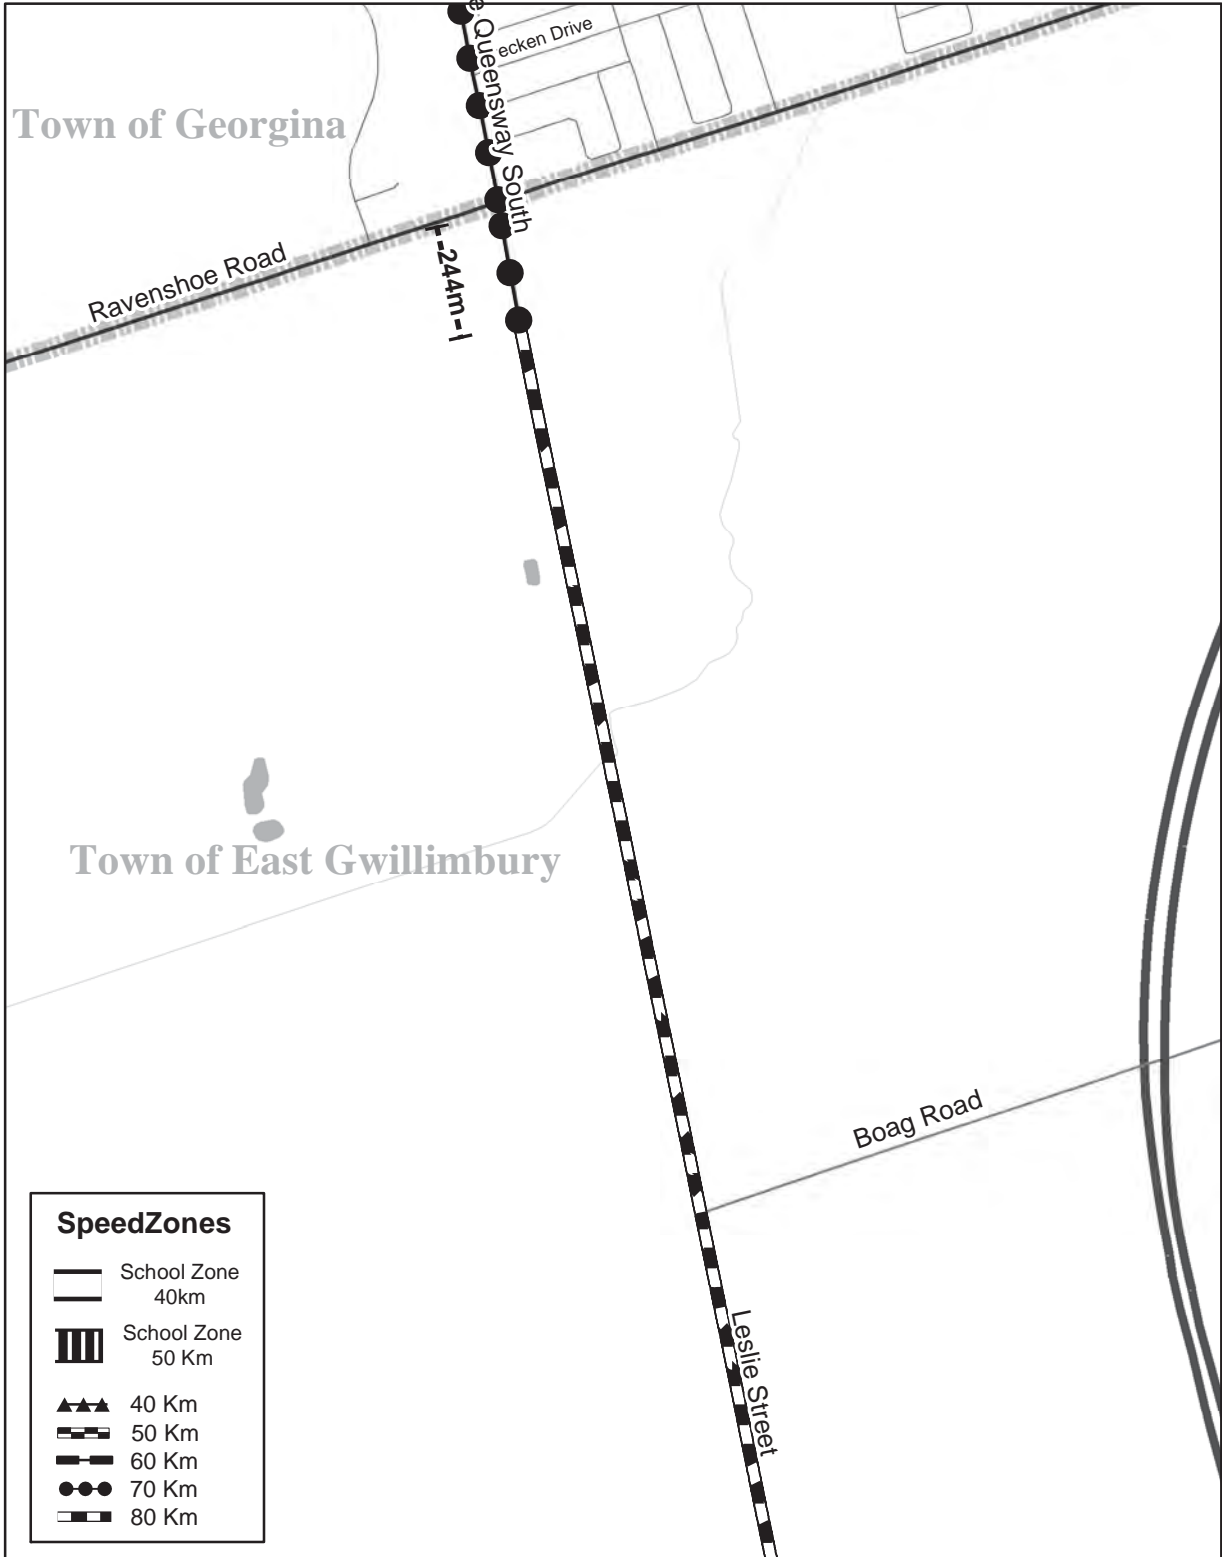 e Queensway South
ecken Drive
Town of Georgina
Ravenshoe Road
244m
Town of East Gwillimbury
Boag Road
Leslie Street
SpeedZones
School Zone
40km
School Zone
50 Km
40 Km
50 Km
60 Km
70 Km
80 Km